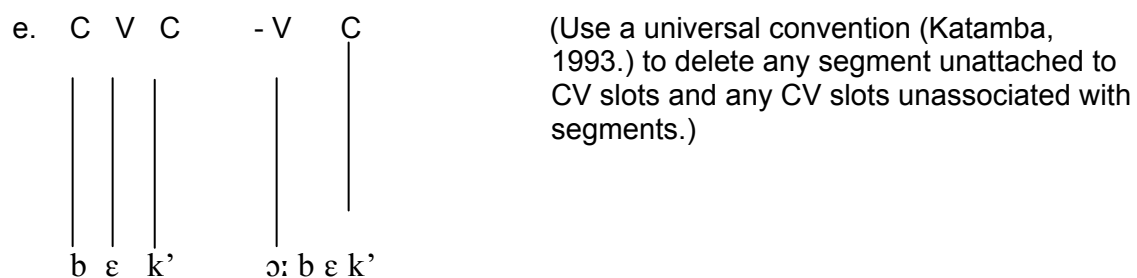 e. C V C - V C (Use a universal convention (Katamba,
1993.) to delete any segment unattached to
CV slots and any CV slots unassociated with
segments.)
b ɛ k’ ɔː b ɛ k’